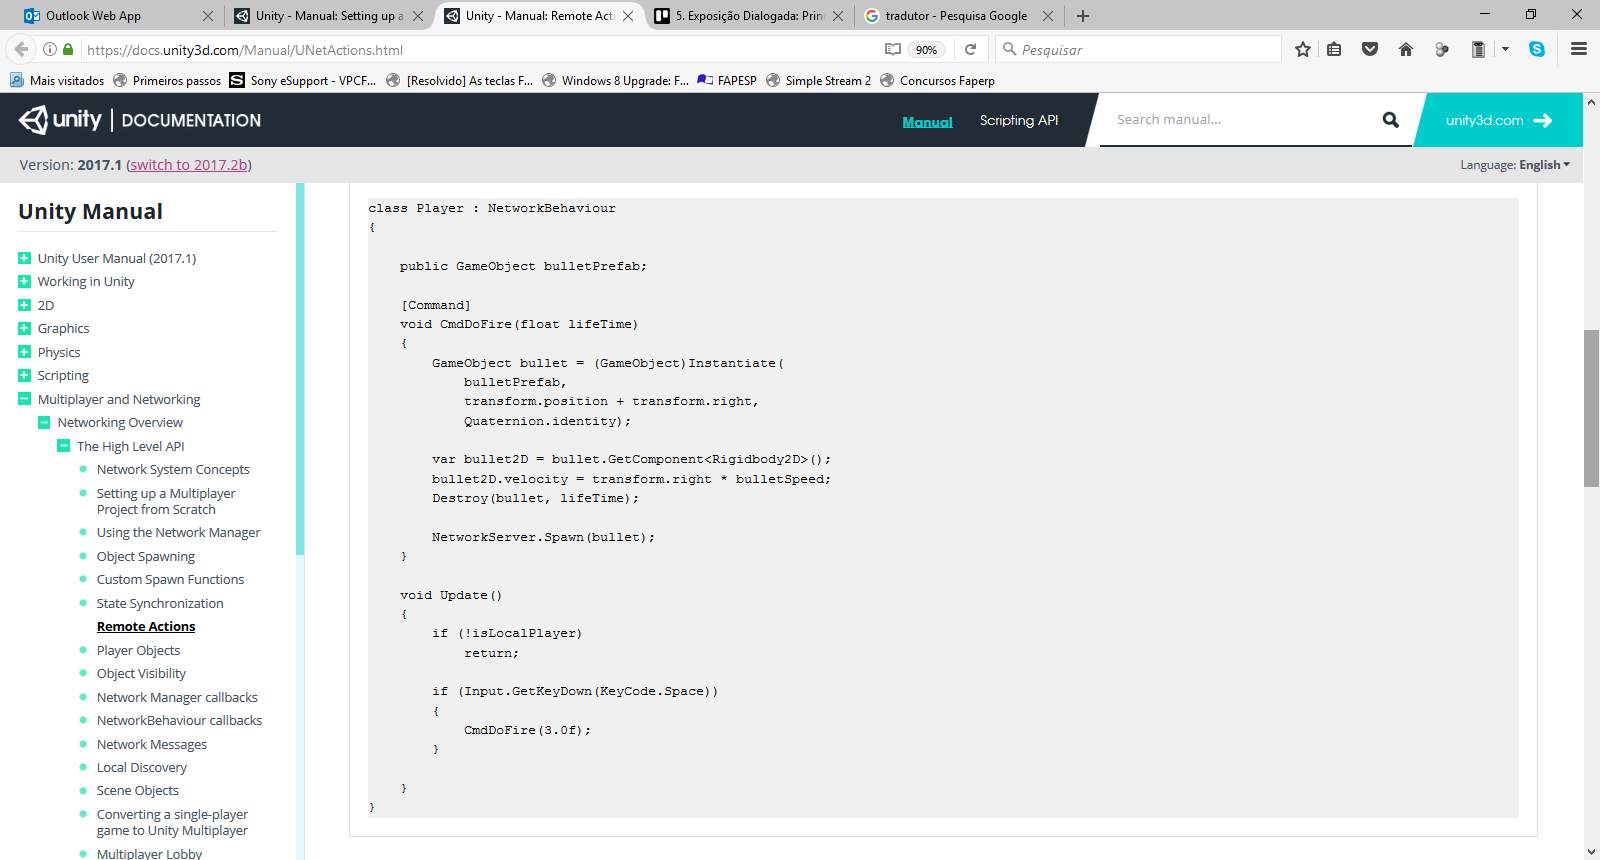 Outlook Web App
Unity - Manual: Setting up a
Unity - Manual: Remote Acti
5. Exposição Dialogada: Prin
tradutor - Pesquisa Google
https://docs.unity3d.com/Manual/UNetActions.html
90%
Pesquisar
Mais visitados
Primeiros passos
Sony eSupport - VPCF...
[Resolvido] As teclas F...
Windows 8 Upgrade: F...
FAPESP
Simple Stream 2
Concursos Faperp
unity | DOCUMENTATION
Manual
Scripting API
Search manual...
unity3d.com
Version: 2017.1 (switch to 2017.2b)
Language: English
Unity Manual
Unity User Manual (2017.1)
Working in Unity
2D
Graphics
Physics
Scripting
Multiplayer and Networking
Networking Overview
The High Level API
Network System Concepts
Setting up a Multiplayer
Project from Scratch
Using the Network Manager
Object Spawning
Custom Spawn Functions
State Synchronization
Remote Actions
Player Objects
Object Visibility
Network Manager callbacks
NetworkBehaviour callbacks
Network Messages
Local Discovery
Scene Objects
Converting a single-player
game to Unity Multiplayer
Multiplayer Lobby
class Player : NetworkBehaviour
{
public GameObject bulletPrefab;
[Command]
void CmdDoFire(float lifeTime)
{
GameObject bullet = (GameObject)Instantiate(
bulletPrefab,
transform.position + transform.right,
Quaternion.identity);
var bullet2D = bullet.GetComponent<Rigidbody2D>();
bullet2D.velocity = transform.right * bulletSpeed;
Destroy(bullet, lifeTime);
NetworkServer.Spawn(bullet);
}
void Update()
{
if (!isLocalPlayer)
return;
if (Input.GetKeyDown(KeyCode.Space))
{
CmdDoFire(3.0f);
}
}
}